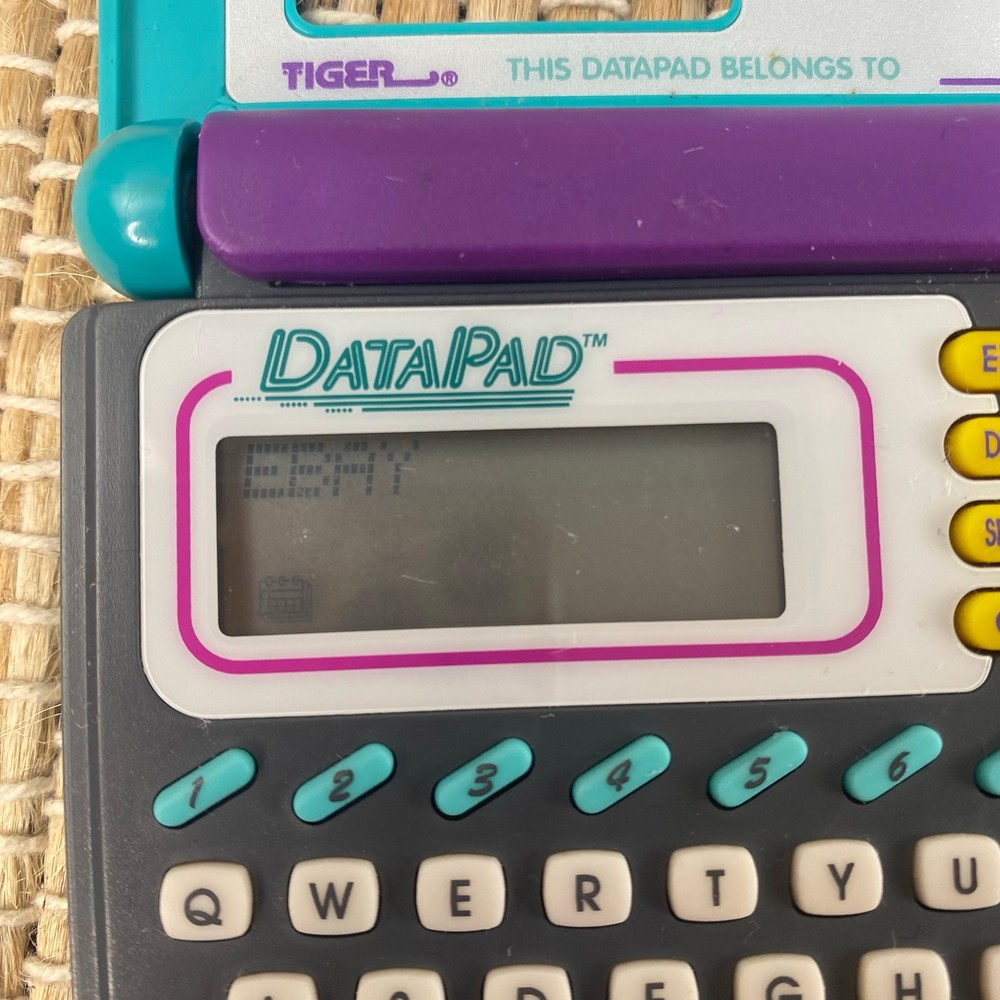 TIGER®
THIS DATAPAD BELONGS TO
DATAPAD™
EBAY
1 2 3 4 5 6
Q W E R T Y U
D F G H